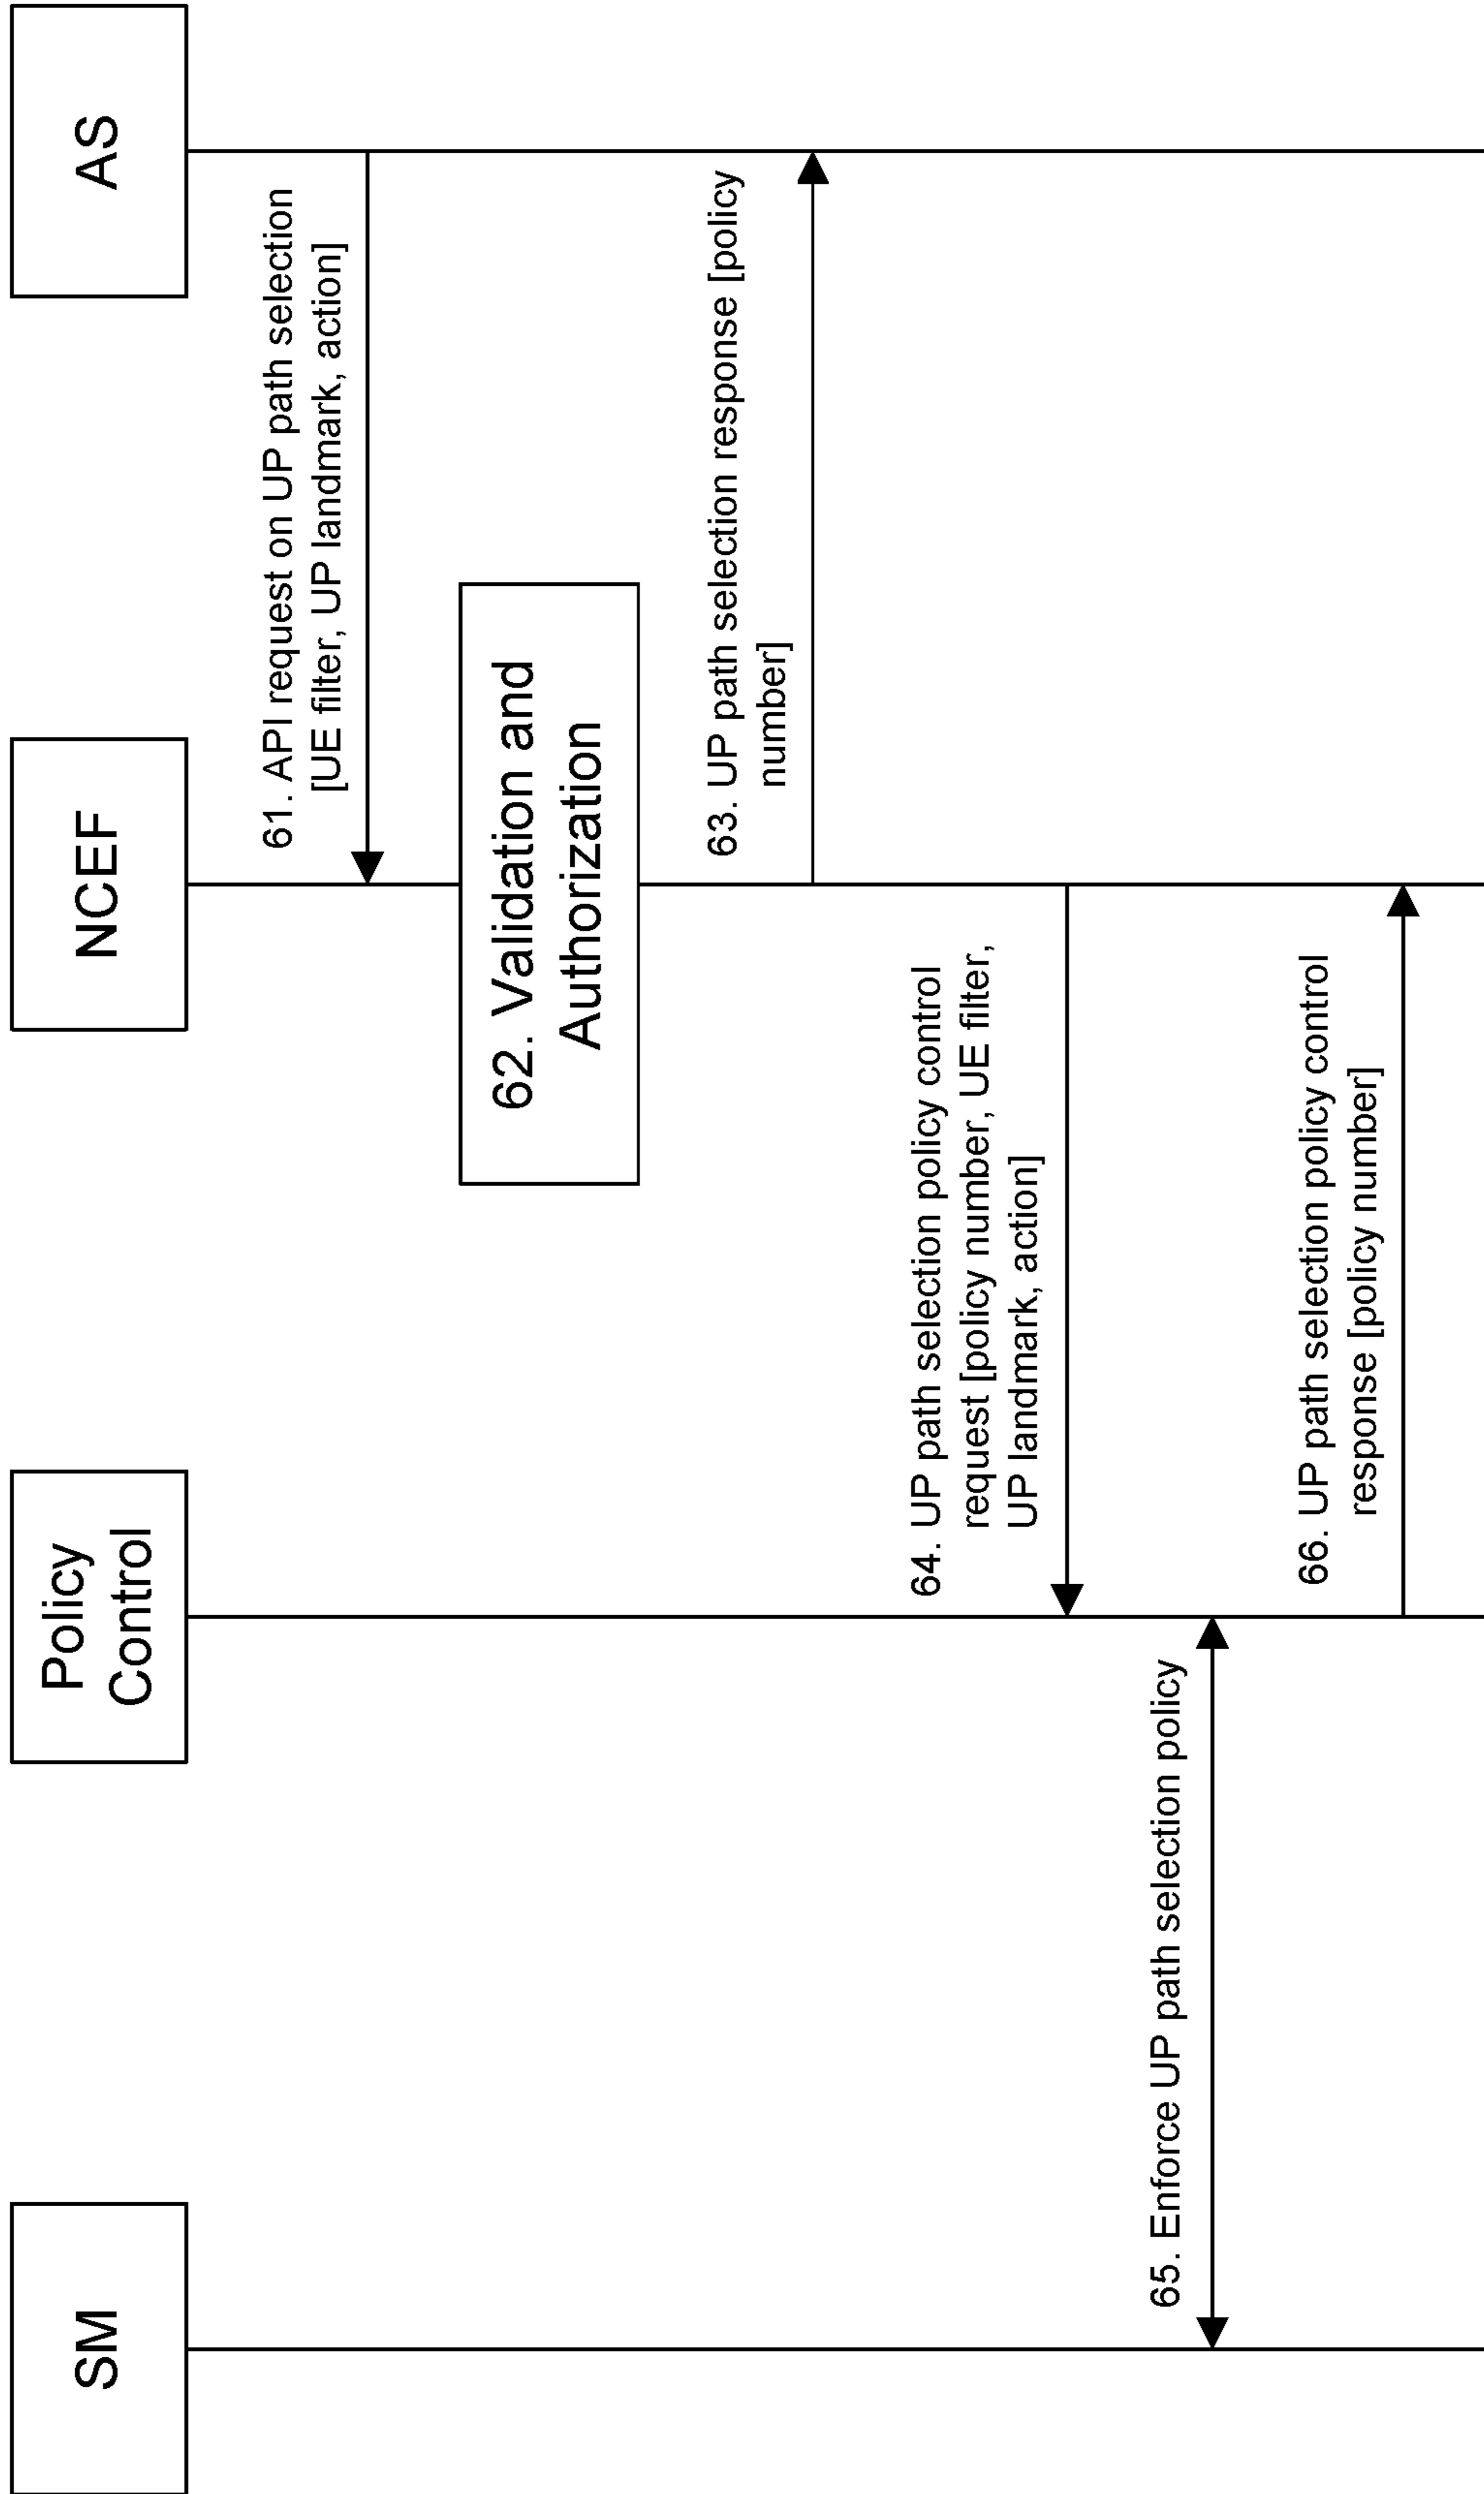 SM
Policy
Control
NCEF
AS
61. API request on UP path selection
[UE filter, UP landmark, action]
62. Validation and
Authorization
63. UP path selection response [policy
number]
64. UP path selection policy control
request [policy number, UE filter,
UP landmark, action]
65. Enforce UP path selection policy
66. UP path selection policy control
response [policy number]